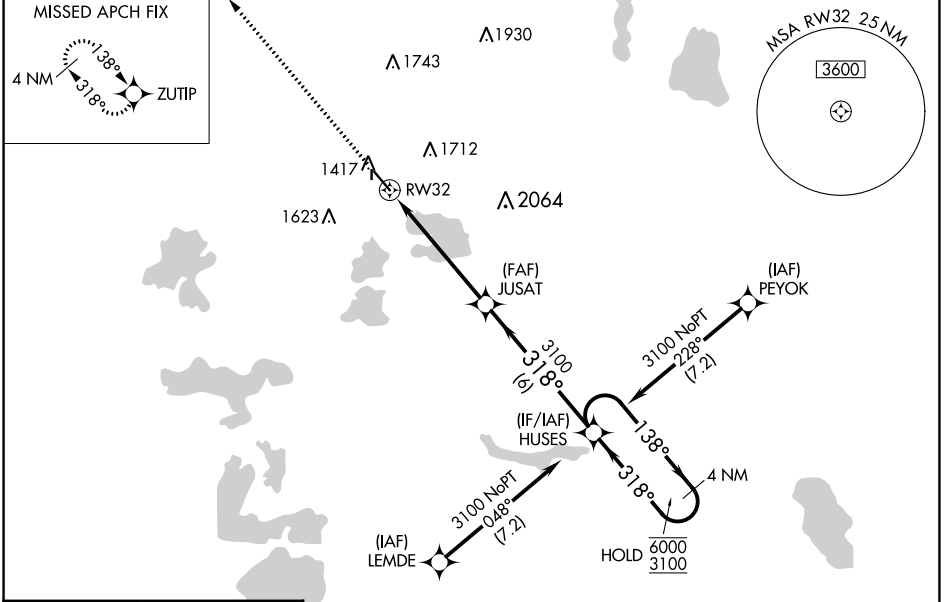 MISSED APCH FIX
4 NM
138°
318°
ZUTIP
1930
1743
MSA RW32 25 NM
3600
1712
1417
RW32
1623
2064
(FAF)
JUSAT
(IAF)
PEYOK
3100 NoPT
228°
(7.2)
3100
318°
(6)
(IF/IAF)
HUSES
138°
318°
4 NM
3100 NoPT
048°
(7.2)
(IAF)
LEMDE
HOLD
6000
3100